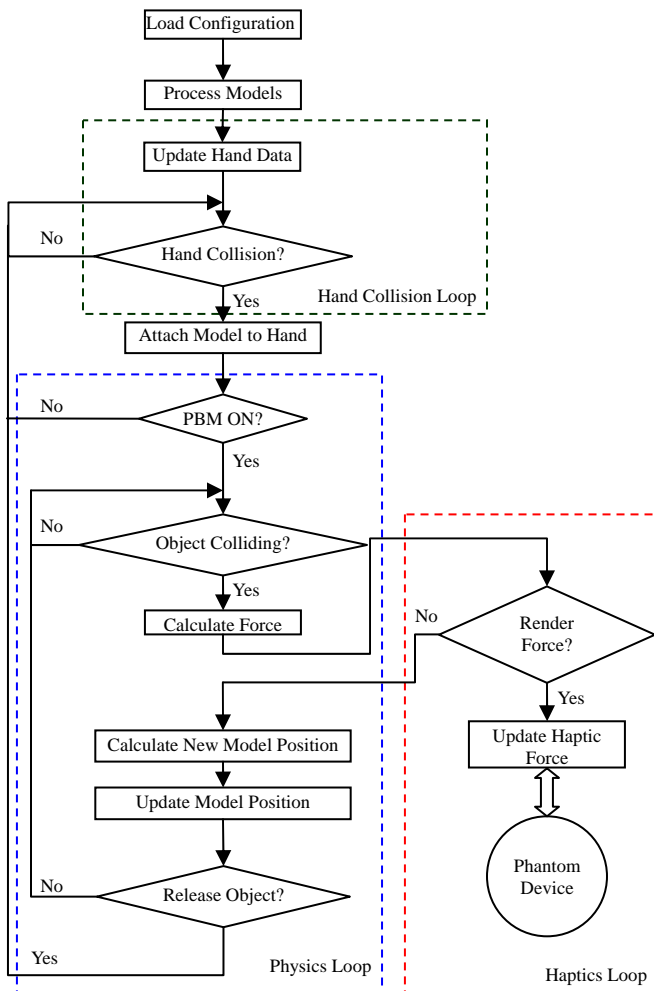 Load Configuration
Process Models
Update Hand Data
No
Hand Collision?
Yes
Hand Collision Loop
Attach Model to Hand
No
PBM ON?
Yes
No
Object Colliding?
Yes
Calculate Force
No
Render
Force?
Yes
Calculate New Model Position
Update Haptic
Force
Update Model Position
Phantom
Device
No
Release Object?
Yes
Physics Loop
Haptics Loop